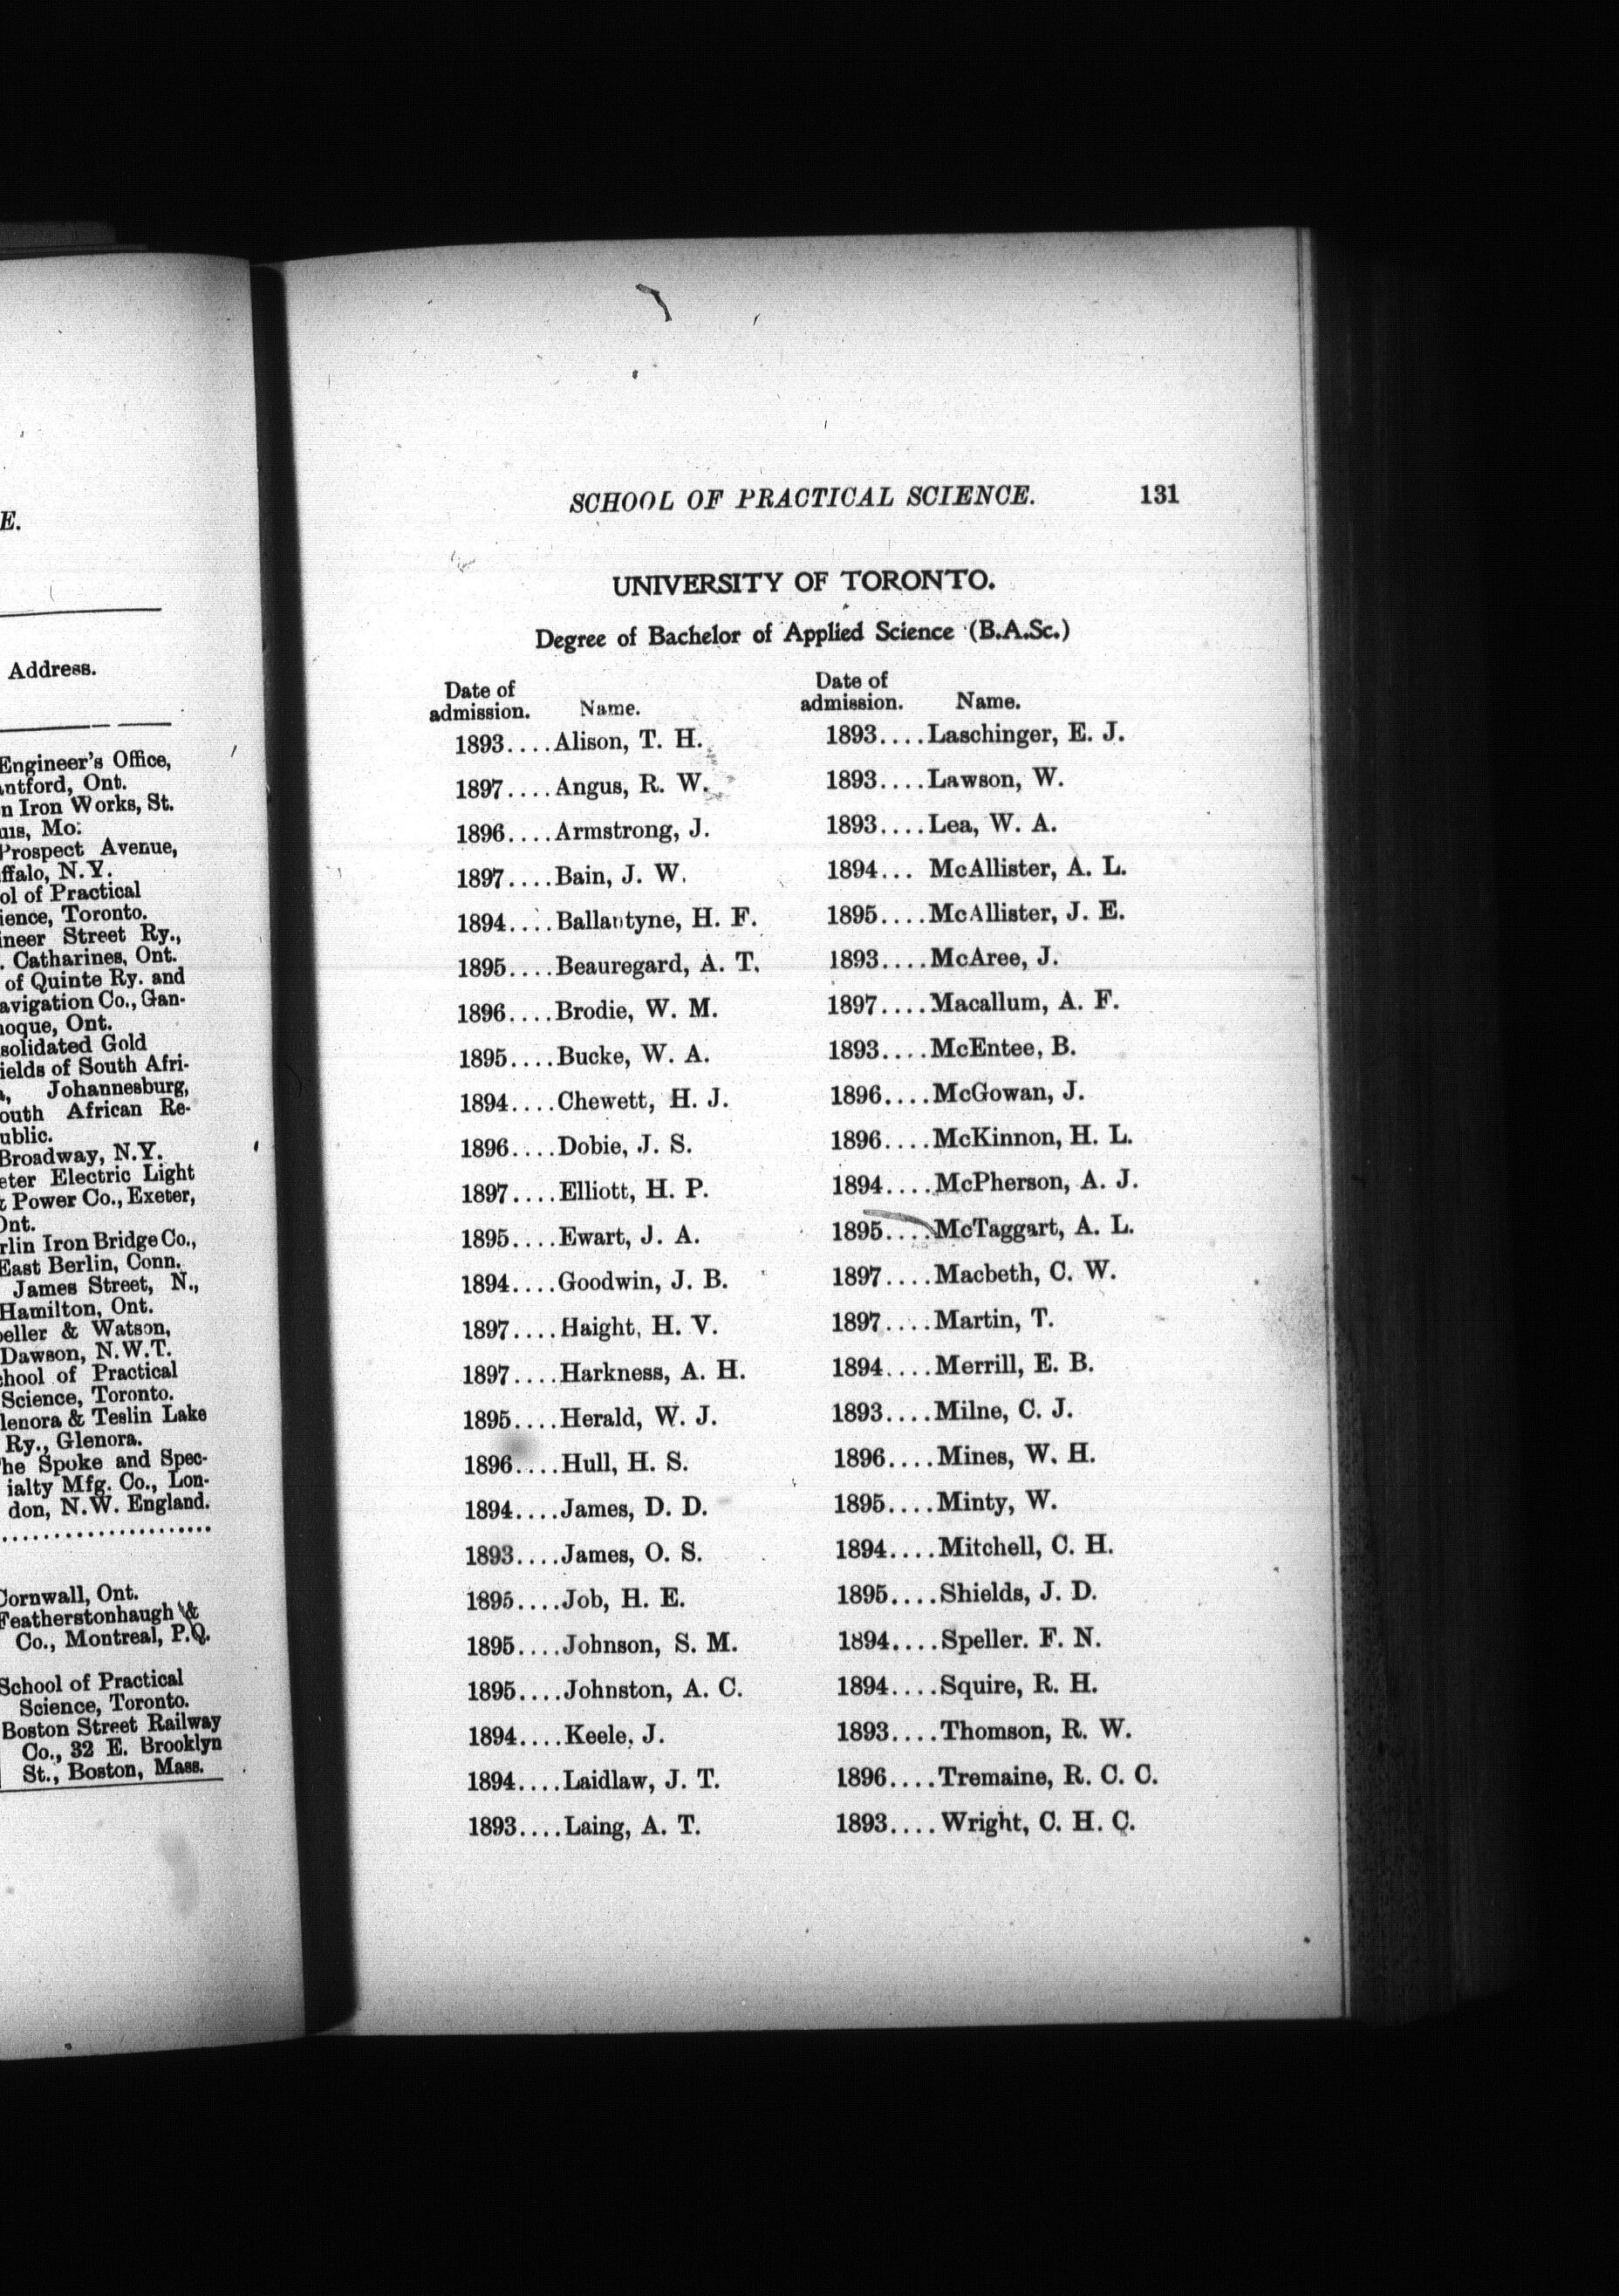 E.
Address.
Engineer's Office,
Ont.
Iron Works, St.
Mo.
Prospect Avenue,
N.Y.
of Practical
Toronto.
Street Ry.,
Catharines, Ont.
of Quinte Ry. and
Co., Gan-
Ont.
Gold
of South Afri-
Johannesburg,
African Re-
Broadway, N.Y.
Electric Light
& Power Co., Exeter,
Ont.
Iron Bridge Co.,
East Berlin, Conn.
James Street, N.,
Hamilton, Ont.
& Watson,
Dawson, N.W.T.
of Practical
Science, Toronto.
& Teslin Lake
Ry., Glenora.
Spoke and Spec-
ialty Mfg. Co., Lon-
don, N.W. England.
Cornwall, Ont.
Featherstonhaugh &
Co., Montreal, P.Q.
School of Practical
Science, Toronto.
Boston Street Railway
Co., 32 E. Brooklyn
St., Boston, Mass.
SCHOOL OF PRACTICAL SCIENCE. 131
UNIVERSITY OF TORONTO.
Degree of Bachelor of Applied Science (B.A.Sc.)
Date of
admission. Name.
1893....Alison, T. H.
1897....Angus, R. W.
1896....Armstrong, J.
1897....Bain, J. W.
1894....Ballantyne, H. F.
1895....Beauregard, A. T.
1896....Brodie, W. M.
1895....Bucke, W. A.
1894....Chewett, H. J.
1896....Dobie, J. S.
1897....Elliott, H. P.
1895....Ewart, J. A.
1894....Goodwin, J. B.
1897....Haight, H. V.
1897....Harkness, A. H.
1895....Herald, W. J.
1896....Hull, H. S.
1894....James, D. D.
1893....James, O. S.
1895....Job, H. E.
1895....Johnson, S. M.
1895....Johnston, A. C.
1894....Keele, J.
1894....Laidlaw, J. T.
1893....Laing, A. T.
Date of
admission. Name.
1893....Laschinger, E. J.
1893....Lawson, W.
1893....Lea, W. A.
1894... McAllister, A. L.
1895....McAllister, J. E.
1893....McAree, J.
1897....Macallum, A. F.
1893....McEntee, B.
1896....McGowan, J.
1896....McKinnon, H. L.
1894....McPherson, A. J.
1895....McTaggart, A. L.
1897....Macbeth, C. W.
1897....Martin, T.
1894....Merrill, E. B.
1893....Milne, C. J.
1896....Mines, W. H.
1895....Minty, W.
1894....Mitchell, C. H.
1895....Shields, J. D.
1894....Speller. F. N.
1894....Squire, R. H.
1893....Thomson, R. W.
1896....Tremaine, R. C. C.
1893....Wright, C. H. C.